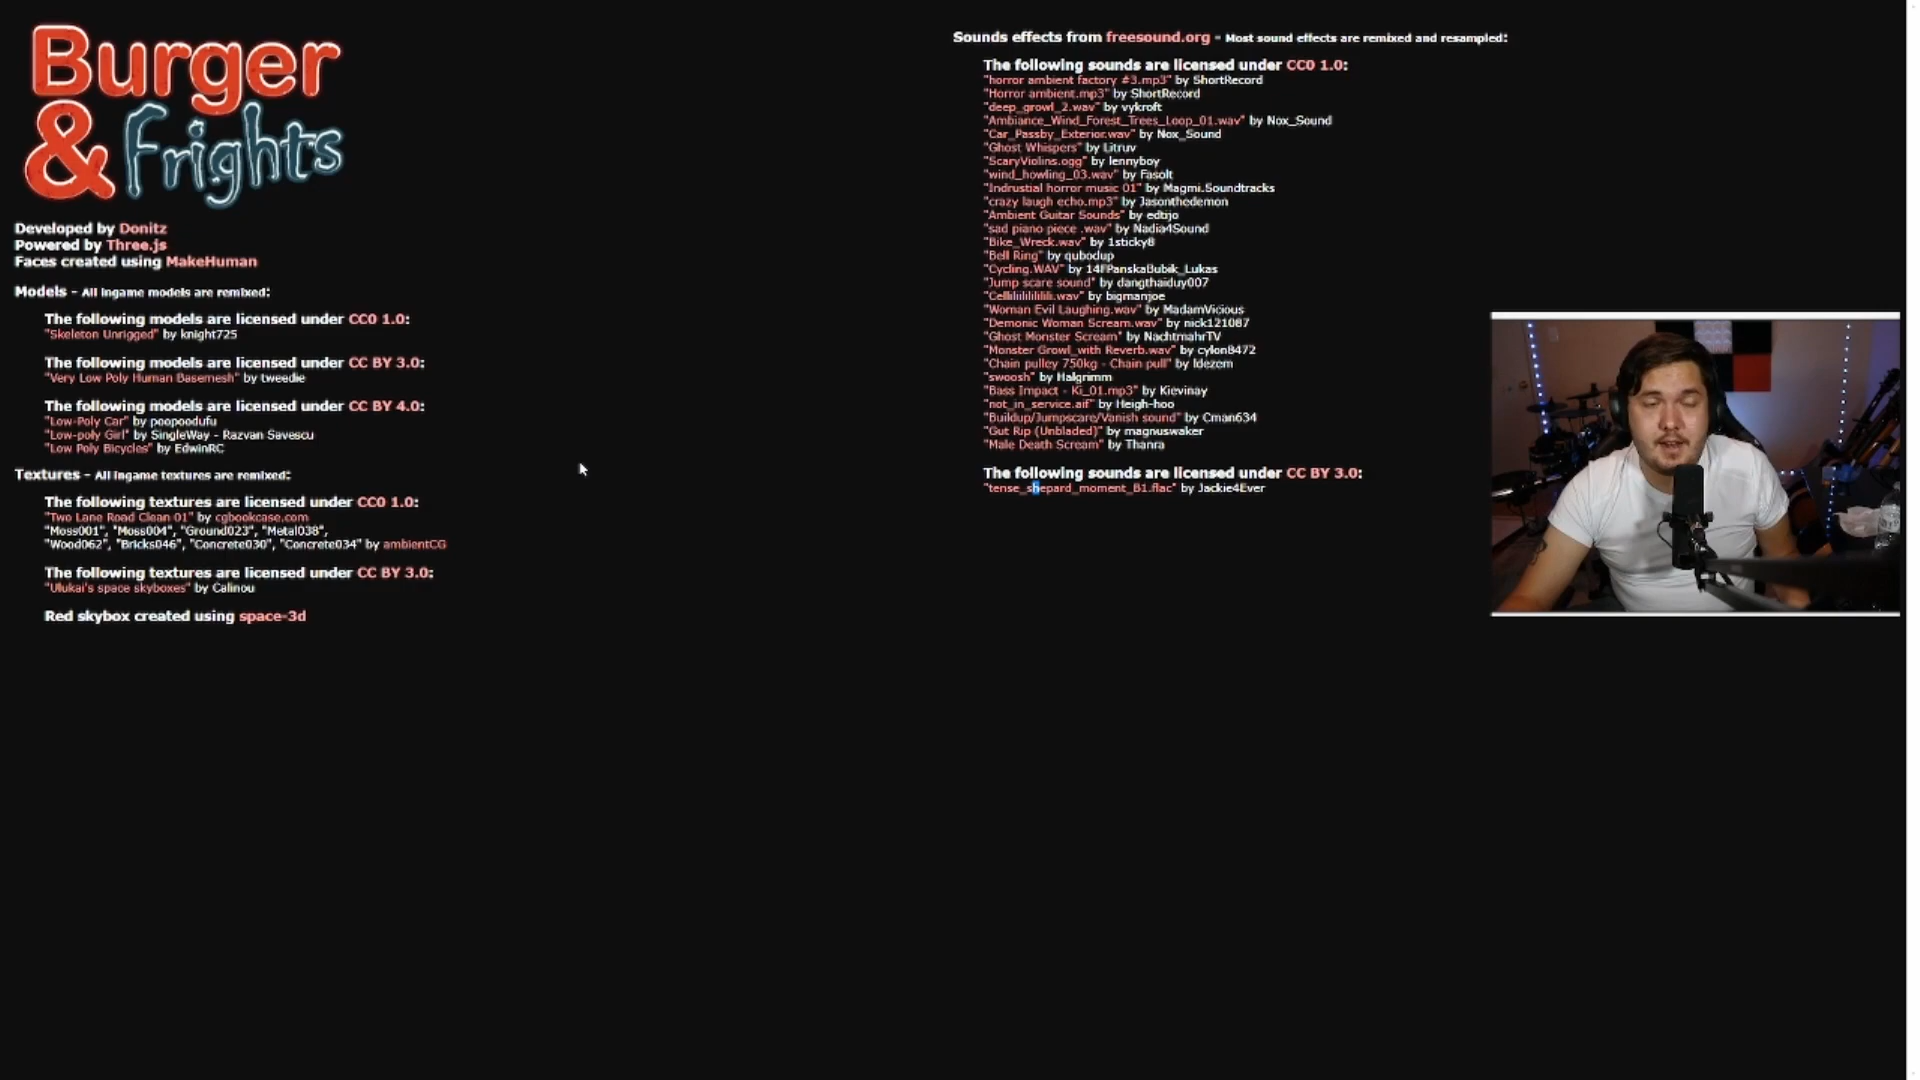 Burger
&Frights
Developed by Donitz
Powered by Three.js
Faces created using MakeHuman
Models - All ingame models are remixed:
The following models are licensed under CC0 1.0:
"Skeleton Unrigged" by knight725
The following models are licensed under CC BY 3.0:
"Very Low Poly Human Basemesh" by tweedie
The following models are licensed under CC BY 4.0:
"Low-Poly Car" by poopoodufu
"Low-poly Girl" by SingleWay - Razvan Savescu
"Low Poly Bicycles" by EdwinRC
Textures - All ingame textures are remixed:
The following textures are licensed under CC0 1.0:
"Two Lane Road Clean 01" by cgbookcase.com
"Moss001", "Moss004", "Ground023", "Metal038",
"Wood062", "Bricks046", "Concrete030", "Concrete034" by ambientCG
The following textures are licensed under CC BY 3.0:
"Ulukai's space skyboxes" by Calinou
Red skybox created using space-3d
Sounds effects from freesound.org - Most sound effects are remixed and resampled:
The following sounds are licensed under CC0 1.0:
"horror ambient factory #3.mp3" by ShortRecord
"Horror ambient.mp3" by ShortRecord
"deep_growl_2.wav" by vykroft
"Ambiance_Wind_Forest_Trees_Loop_01.wav" by Nox_Sound
"Car_Passby_Exterior.wav" by Nox_Sound
"Ghost Whispers" by Litruv
"ScaryViolins.ogg" by lennyboy
"wind_howling_03.wav" by Fasolt
"Indrustial horror music 01" by Magmi.Soundtracks
"crazy laugh echo.mp3" by Jasonthedemon
"Ambient Guitar Sounds" by edtijo
"sad piano piece .wav" by Nadia4Sound
"Bike_Wreck.wav" by 1sticky8
"Bell Ring" by qubodup
"Cycling.WAV" by 14FPanskaBubik_Lukas
"Jump scare sound" by dangthaiduy007
by bigmanjoe
"Woman Evil Laughing.wav" by MadamVicious
"Demonic Woman Scream.wav" by nick121087
"Ghost Monster Scream" by NachtmahrTV
"Monster Growl_with Reverb.wav" by cylon8472
"Chain pulley 750kg - Chain pull" by Idezem
"swoosh" by Halgrimm
"Bass Impact - Ki_01.mp3" by Kievinay
"not_in_service.aif" by Heigh-hoo
"Buildup/Jumpscare/Vanish sound" by Cman634
"Gut Rip (Unbladed)" by magnuswaker
"Male Death Scream" by Thanra
The following sounds are licensed under CC BY 3.0:
"tense_shepard_moment_B1.flac" by Jackie4Ever